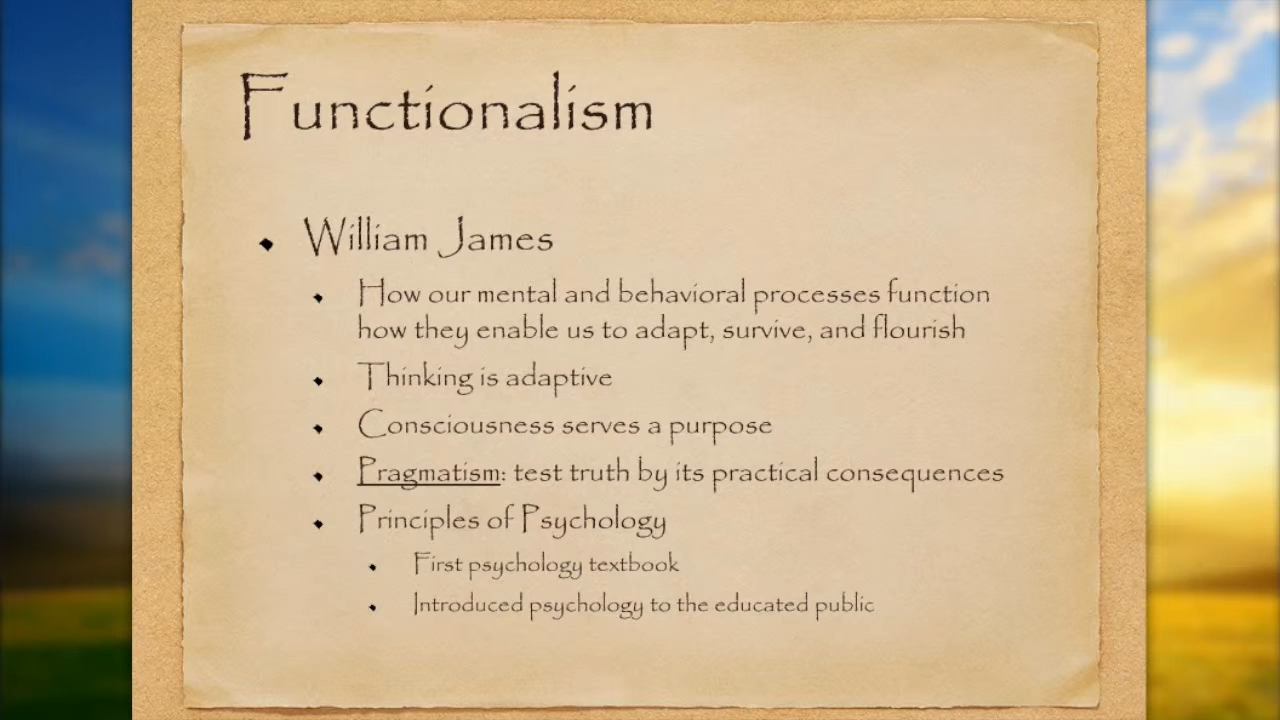 Functionalism
William James
How our mental and behavioral processes function
how they enable us to adapt, survive, and flourish
Thinking is adaptive
Consciousness serves a purpose
Pragmatism: test truth by its practical consequences
Principles of Psychology
First psychology textbook
Introduced psychology to the educated public